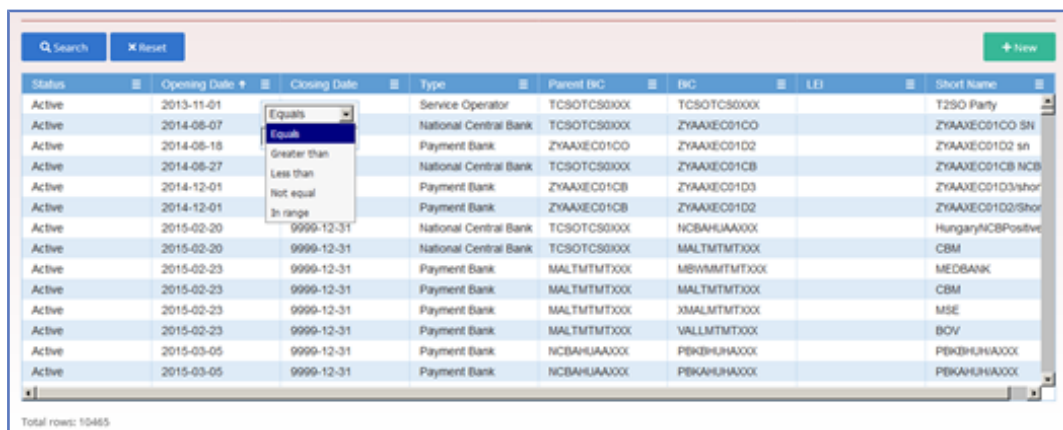 Search Reset New
Status Opening Date Closing Date Type Parent BIC BIC LEI Short Name
Active 2013-11-01 Service Operator TCSOTCS0XXX TCSOTCS0XXX T2SO Party
Equals
Active 2014-08-07 National Central Bank TCSOTCS0XXX ZYAAXEC01CO ZYAAXEC01CO SN
Equals
Active 2014-08-18 Payment Bank ZYAAXEC01CO ZYAAXEC01D2 ZYAAXEC01D2 sn
Greater than
Active 2014-08-27 National Central Bank TCSOTCS0XXX ZYAAXEC01CB ZYAAXEC01CB NCB
Less than
Active 2014-12-01 Payment Bank ZYAAXEC01CB ZYAAXEC01D3 ZYAAXEC01D3/shor
Not equal
Active 2014-12-01 Payment Bank ZYAAXEC01CB ZYAAXEC01D2 ZYAAXEC01D2/Shor
In range
Active 2015-02-20 9999-12-31 National Central Bank TCSOTCS0XXX NCBAHUAAXXX HungaryNCBPositive
Active 2015-02-20 9999-12-31 National Central Bank TCSOTCS0XXX MALTMTMTXXX CBM
Active 2015-02-23 9999-12-31 Payment Bank MALTMTMTXXX MBWMMTMTXXX MEDBANK
Active 2015-02-23 9999-12-31 Payment Bank MALTMTMTXXX MALTMTMTXXX CBM
Active 2015-02-23 9999-12-31 Payment Bank MALTMTMTXXX XMALMTMTXXX MSE
Active 2015-02-23 9999-12-31 Payment Bank MALTMTMTXXX VALLMTMTXXX BOV
Active 2015-03-05 9999-12-31 Payment Bank NCBAHUAAXXX PBKBHUHAXXX PBKBHUHAXXX
Active 2015-03-05 9999-12-31 Payment Bank NCBAHUAAXXX PBKAHUHAXXX PBKAHUHAXXX
Total rows: 10465